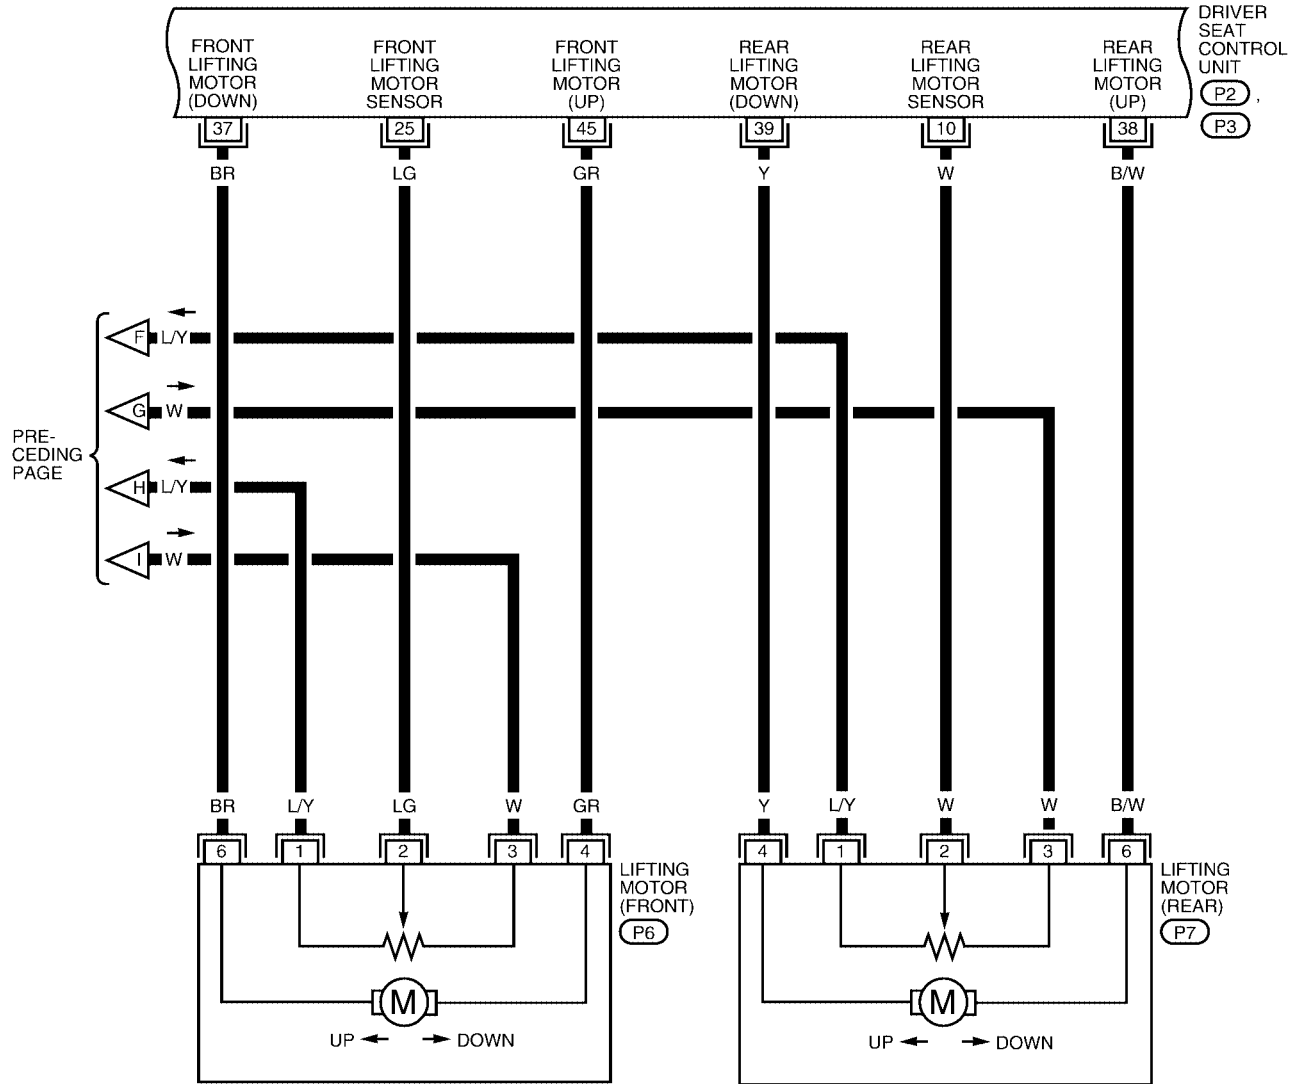 DRIVER
SEAT
CONTROL
UNIT
P2 ,
P3
FRONT
LIFTING
MOTOR
(DOWN)
FRONT
LIFTING
MOTOR
SENSOR
FRONT
LIFTING
MOTOR
(UP)
REAR
LIFTING
MOTOR
(DOWN)
REAR
LIFTING
MOTOR
SENSOR
REAR
LIFTING
MOTOR
(UP)
37 25 45 39 10 38
BR LG GR Y W B/W
PRE-
CEDING
PAGE
F L/Y
G W
H L/Y
I W
BR L/Y LG W GR Y L/Y W W B/W
6 1 2 3 4 4 1 2 3 6
LIFTING
MOTOR
(FRONT)
P6
LIFTING
MOTOR
(REAR)
P7
M
UP DOWN
M
UP DOWN